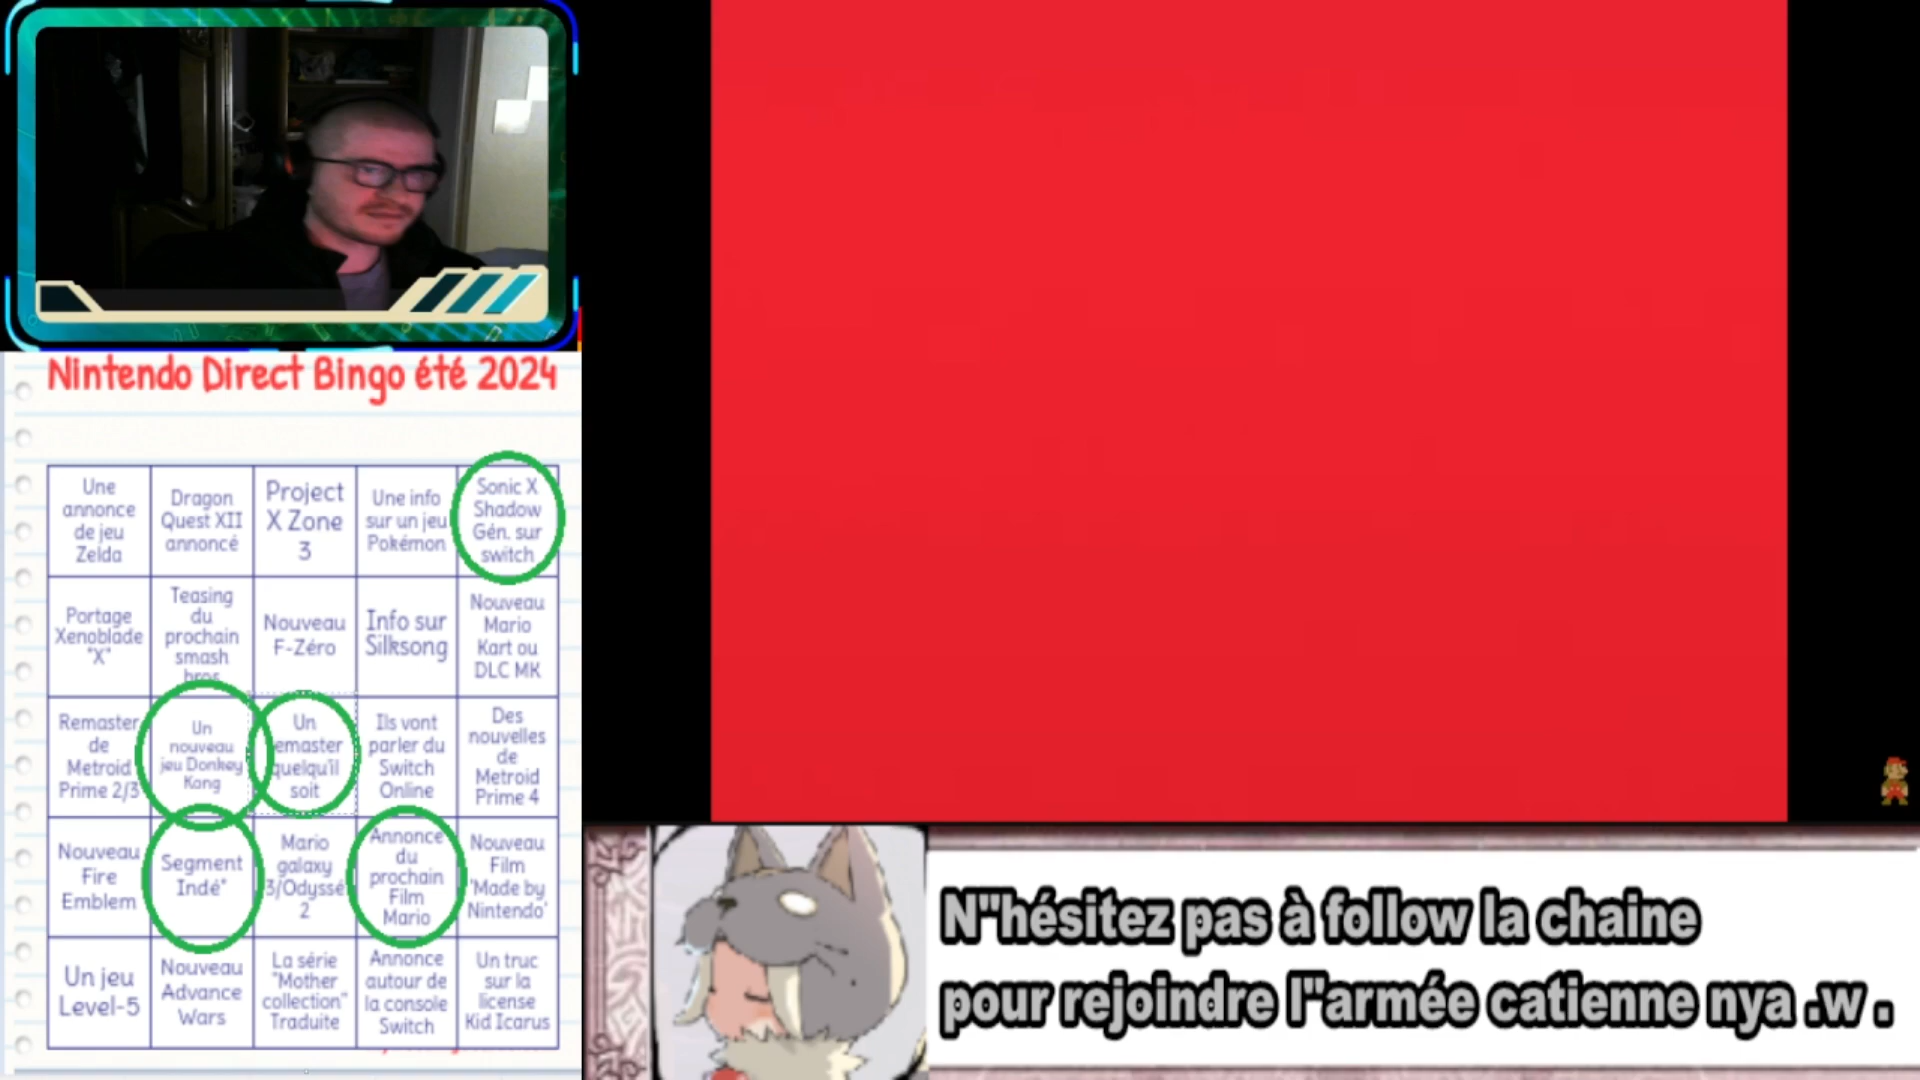 Nintendo Direct Bingo été 2024
Une
annonce
de jeu
Zelda
Dragon
Quest XII
annoncé
Project
X Zone
3
Une info
sur un jeu
Pokémon
Sonic X
Shadow
Gén. sur
switch
Portage
Xenoblade
"X"
Teasing
du
prochain
smash
bros
Nouveau
F-Zéro
Info sur
Silksong
Nouveau
Mario
Kart ou
DLC MK
Remaster
de
Metroid
Prime 2/3
Un
nouveau
jeu Donkey
Kong
Un
emaster
quelqu'il
soit
Ils vont
parler du
Switch
Online
Des
nouvelles
de
Metroid
Prime 4
Nouveau
Fire
Emblem
Segment
Indé"
Mario
galaxy
3/Odyssé
2
Annonce
du
prochain
Film
Mario
Nouveau
Film
'Made by
Nintendo'
Un jeu
Level-5
Nouveau
Advance
Wars
La série
"Mother
collection"
Traduite
Annonce
autour de
la console
Switch
Un truc
sur la
license
Kid Icarus
N"hésitez pas à follow la chaine
pour rejoindre l"armée catienne nya .w .